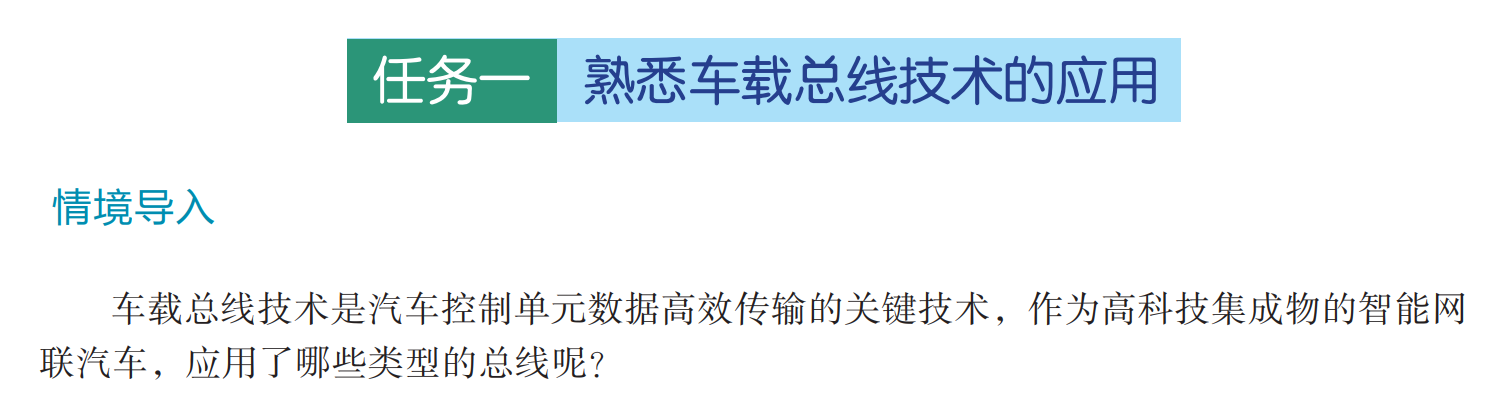 任务一 熟悉车载总线技术的应用
情境导入
车载总线技术是汽车控制单元数据高效传输的关键技术，作为高科技集成物的智能网
联汽车，应用了哪些类型的总线呢？